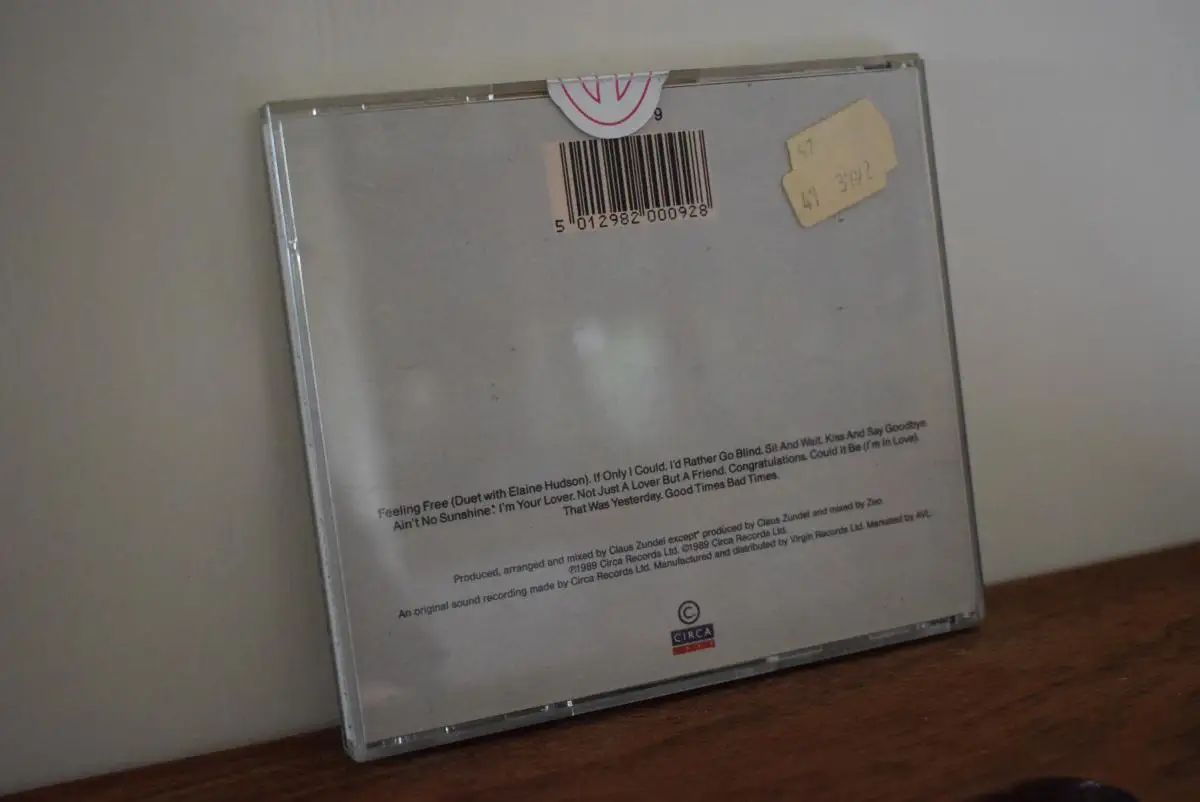 9
5 012982 000928
47
49 3942
Feeling Free (Duet with Elaine Hudson). If Only I Could. I'd Rather Go Blind. Sit And Wait. Kiss And Say Goodbye.
Ain't No Sunshine*. I'm Your Lover. Not Just A Lover But A Friend. Congratulations. Could it Be (I'm In Love).
That Was Yesterday. Good Times Bad Times.
Produced, arranged and mixed by Claus Zundel except* produced by Claus Zundel and mixed by Zeo.
℗1989 Circa Records Ltd. ©1989 Circa Records Ltd.
An original sound recording made by Circa Records Ltd. Manufactured and distributed by Virgin Records Ltd. Marketed by AVL.
C
CIRCA